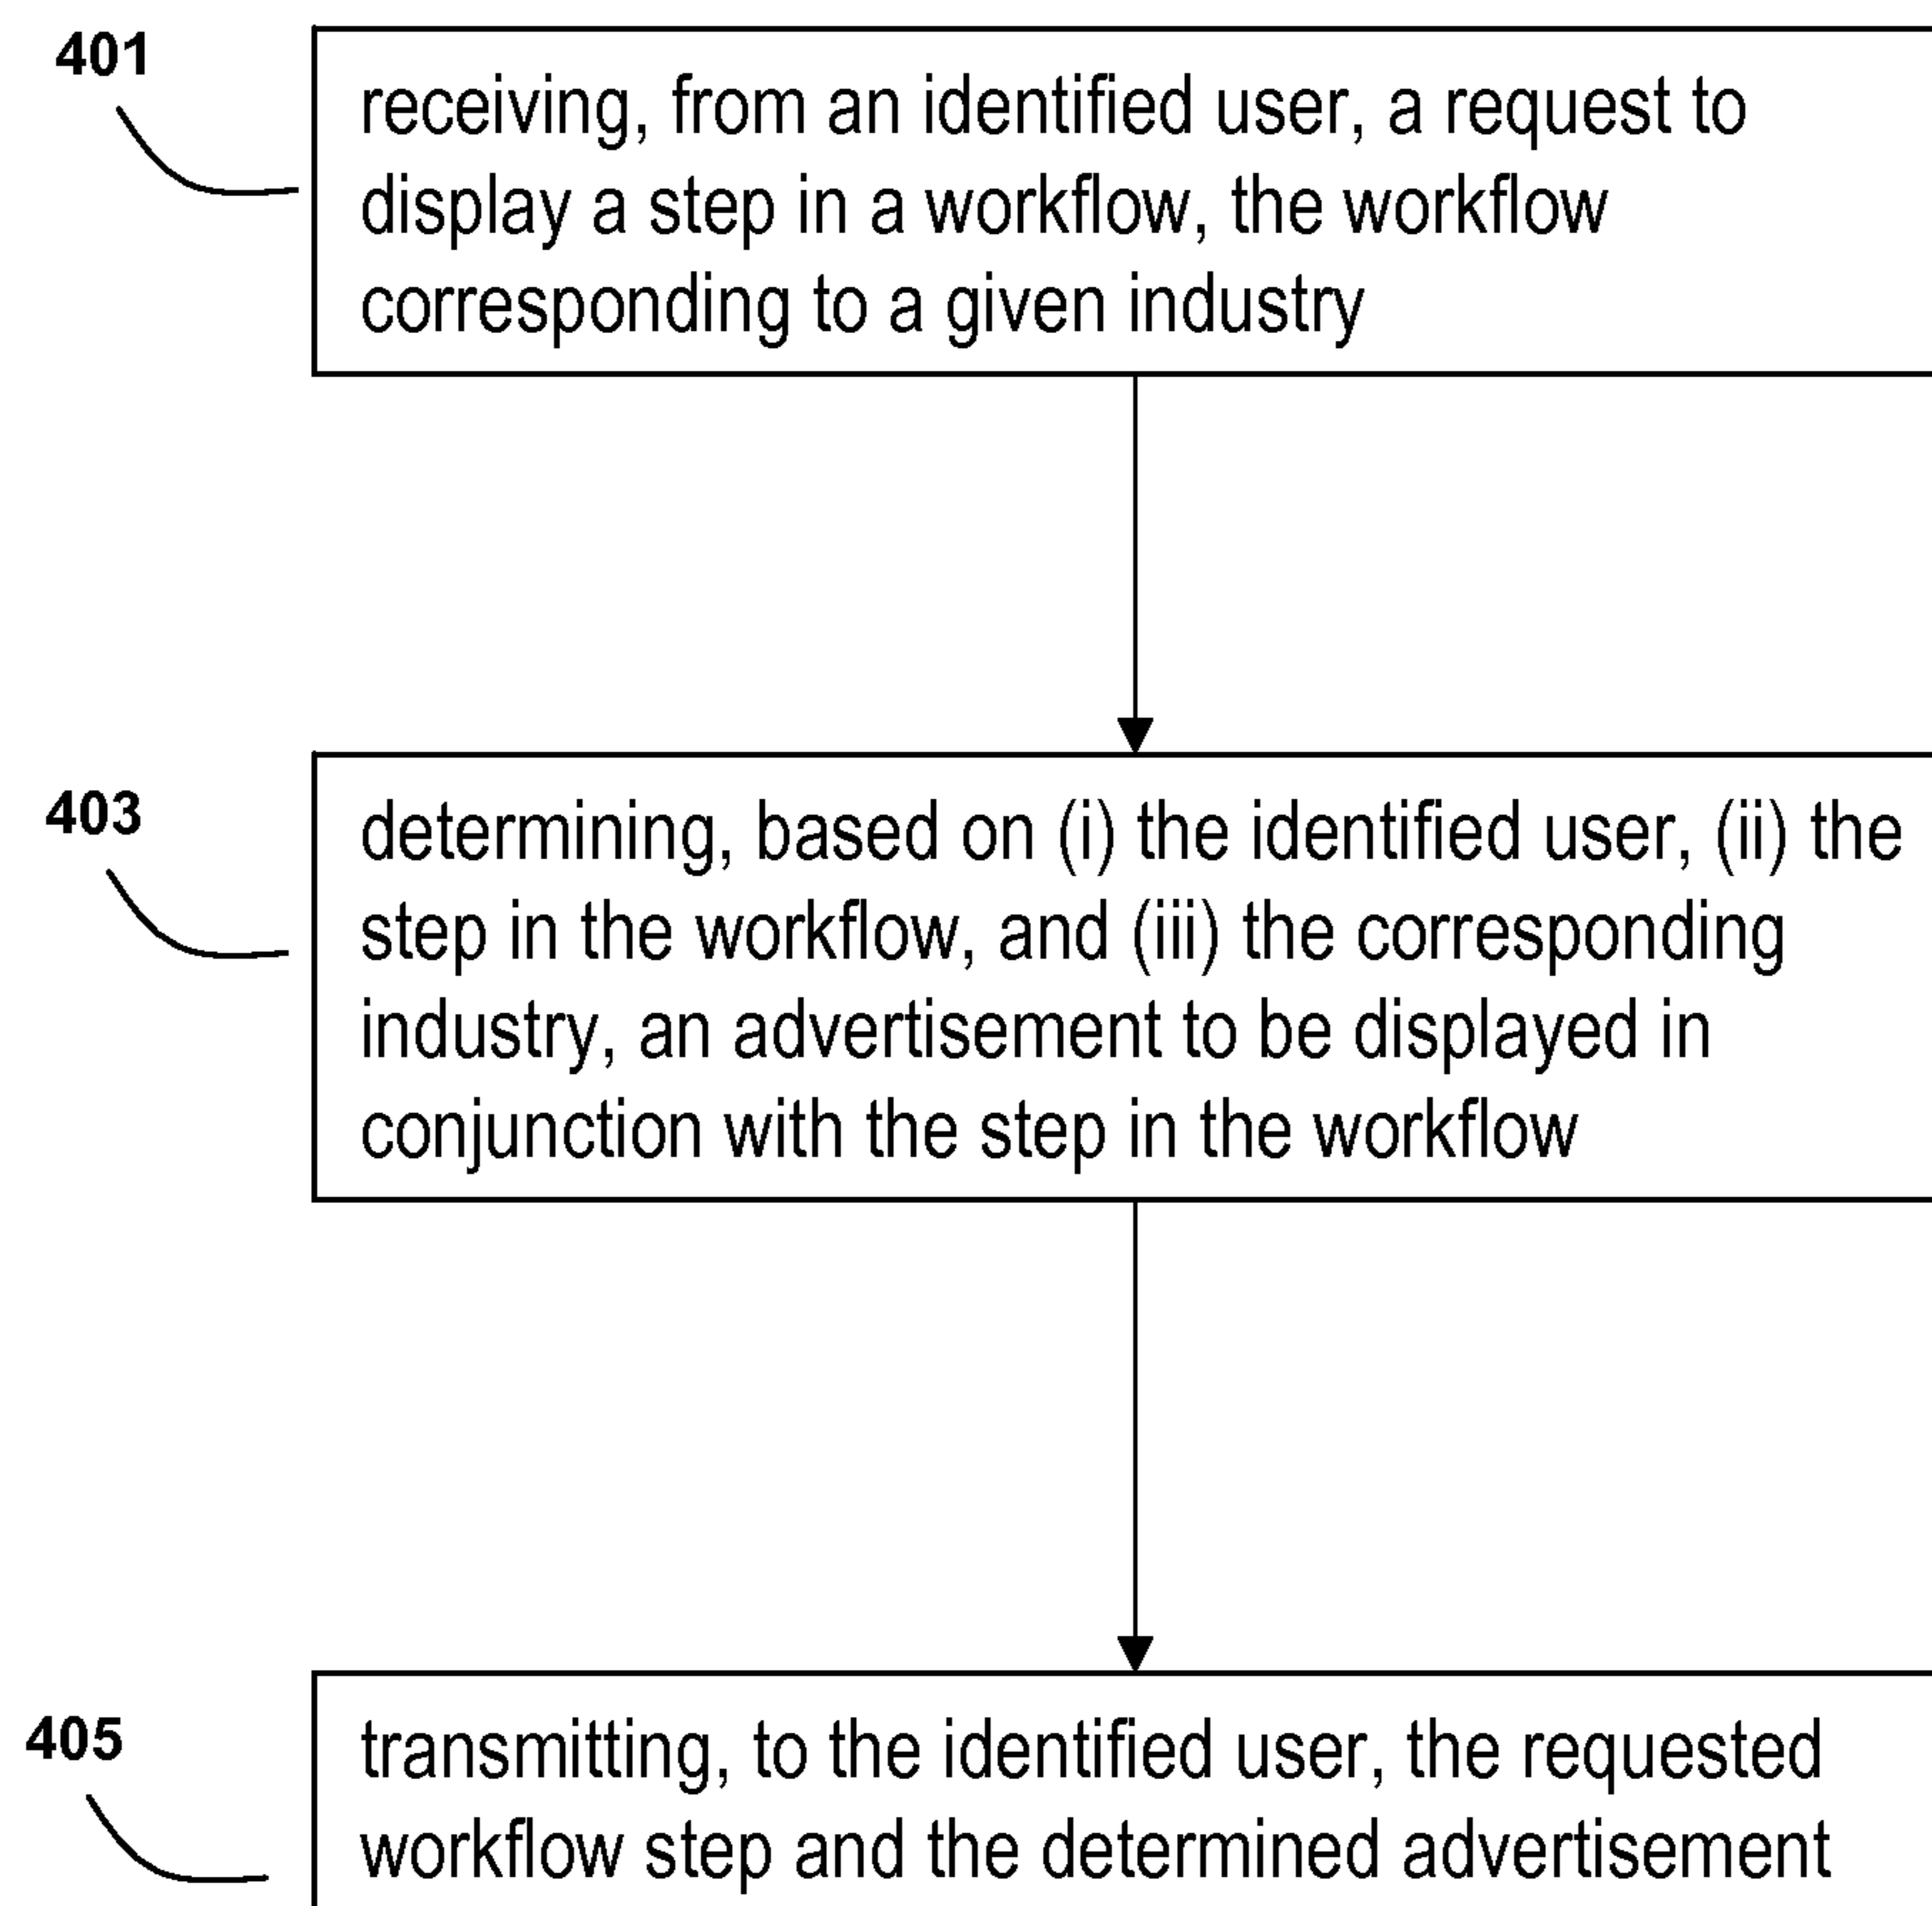 401
receiving, from an identified user, a request to
display a step in a workflow, the workflow
corresponding to a given industry
403
determining, based on (i) the identified user, (ii) the
step in the workflow, and (iii) the corresponding
industry, an advertisement to be displayed in
conjunction with the step in the workflow
405
transmitting, to the identified user, the requested
workflow step and the determined advertisement